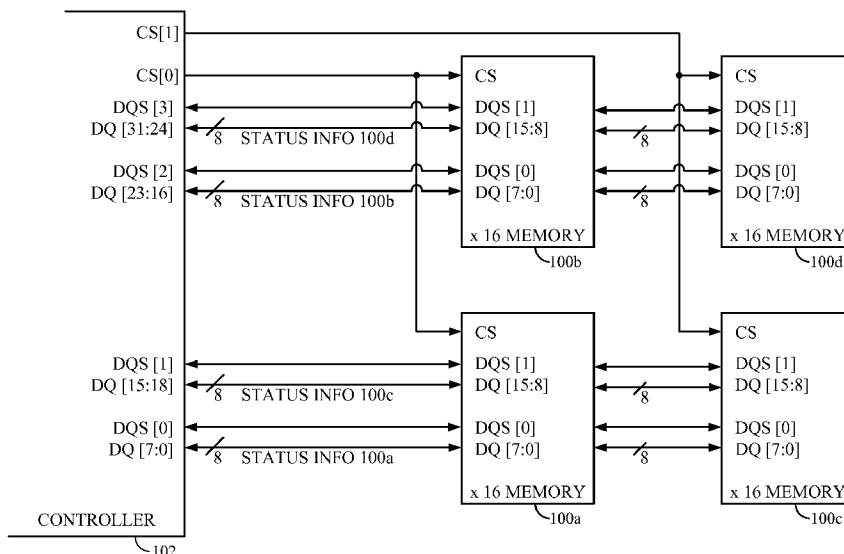 CS[1]
CS[0]
DQS [3]
DQ [31:24]
8
STATUS INFO 100d
DQS [2]
DQ [23:16]
8
STATUS INFO 100b
DQS [1]
DQ [15:18]
8
STATUS INFO 100c
DQS [0]
DQ [7:0]
8
STATUS INFO 100a
CONTROLLER
102
CS
DQS [1]
DQ [15:8]
DQS [0]
DQ [7:0]
x 16 MEMORY
100b
8
8
CS
DQS [1]
DQ [15:8]
DQS [0]
DQ [7:0]
x 16 MEMORY
100d
CS
DQS [1]
DQ [15:8]
DQS [0]
DQ [7:0]
x 16 MEMORY
100a
8
8
CS
DQS [1]
DQ [15:8]
DQS [0]
DQ [7:0]
x 16 MEMORY
100c